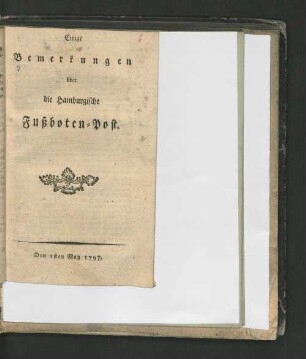 Einige
Bemerkungen
über
die Hamburgische
Fußboten-Post.
Den 1sten May 1797.